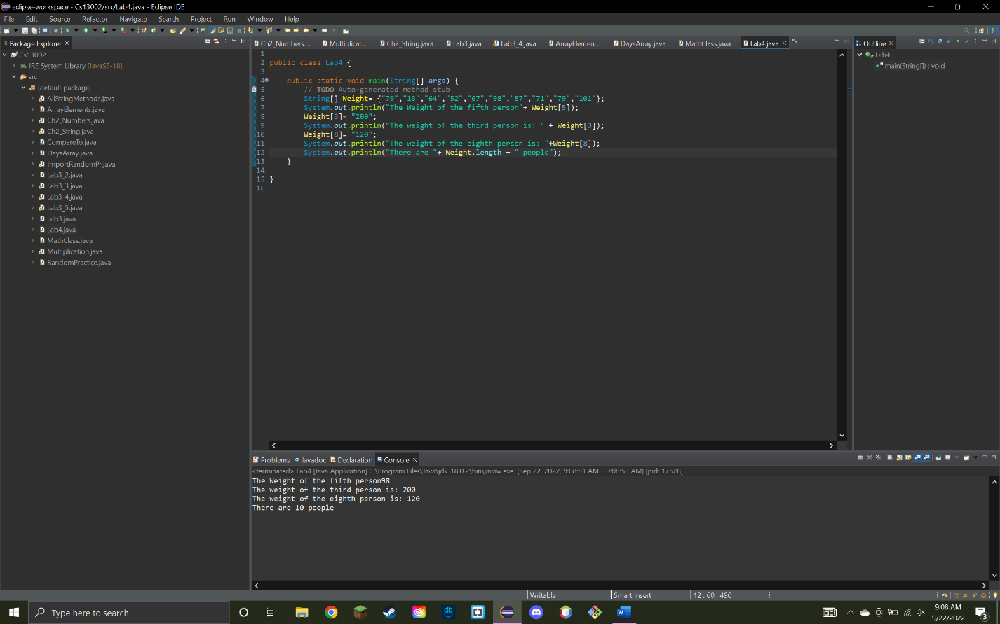 eclipse-workspace - Cs13002/src/Lab4.java - Eclipse IDE
File Edit Source Refactor Navigate Search Project Run Window Help
Package Explorer
Cs13002
JRE System Library [JavaSE-18]
src
(default package)
AllStringMethods.java
ArrayElements.java
Ch2_Numbers.java
Ch2_String.java
CompareTo.java
DaysArray.java
ImportRandomPr.java
Lab3_2.java
Lab3_3.java
Lab3_4.java
Lab3_5.java
Lab3.java
Lab4.java
MathClass.java
Multiplication.java
RandomPractice.java
Ch2_Numbers.... Multiplicat... Ch2_String.java Lab3.java Lab3_4.java ArrayElemen... DaysArray.java MathClass.java Lab4.java
1
2 public class Lab4 {
3
4 public static void main(String[] args) {
5 // TODO Auto-generated method stub
6 String[] Weight= {"79","13","64","52","67","98","87","71","79","101"};
7 System.out.println("The Weight of the fifth person"+ Weight[5]);
8 Weight[3]= "200";
9 System.out.println("The weight of the third person is: " + Weight[3]);
10 Weight[8]= "120";
11 System.out.println("The weight of the eighth person is: "+Weight[8]);
12 System.out.println("There are "+ Weight.length + " people");
13 }
14
15 }
16
Outline
Lab4
main(String[]) : void
Problems Javadoc Declaration Console
<terminated> Lab4 [Java Application] C:\Program Files\Java\jdk-18.0.2\bin\javaw.exe (Sep 22, 2022, 9:08:51 AM – 9:08:53 AM) [pid: 17628]
The Weight of the fifth person98
The weight of the third person is: 200
The weight of the eighth person is: 120
There are 10 people
Writable Smart Insert 12 : 60 : 490
Type here to search
9:08 AM
9/22/2022
3